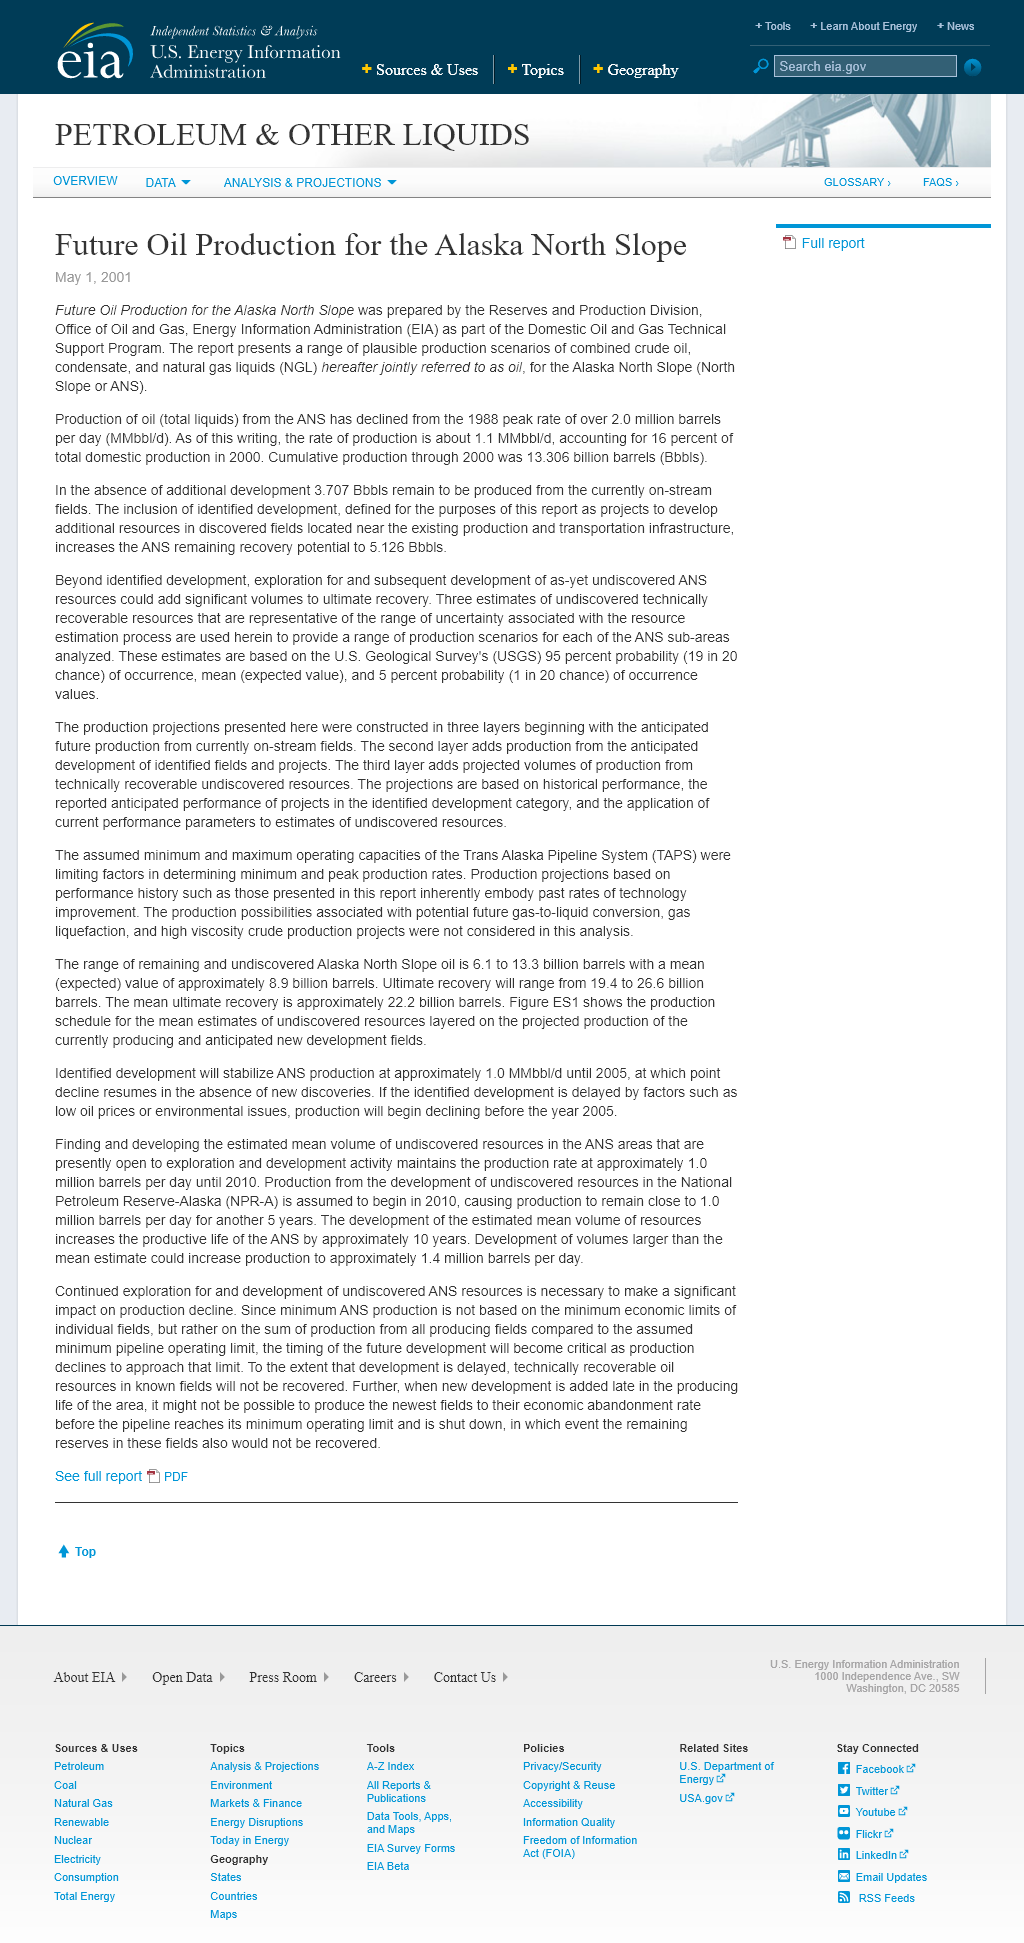 eia
Independent Statistics & Analysis
U.S. Energy Information
Administration
+ Sources & Uses
+ Topics
+ Geography
+ Tools
+ Learn About Energy
+ News
Search eia.gov
PETROLEUM & OTHER LIQUIDS
OVERVIEW
DATA
ANALYSIS & PROJECTIONS
GLOSSARY ›
FAQS ›
Future Oil Production for the Alaska North Slope
May 1, 2001
Full report
Future Oil Production for the Alaska North Slope was prepared by the Reserves and Production Division,
Office of Oil and Gas, Energy Information Administration (EIA) as part of the Domestic Oil and Gas Technical
Support Program. The report presents a range of plausible production scenarios of combined crude oil,
condensate, and natural gas liquids (NGL) hereafter jointly referred to as oil, for the Alaska North Slope (North
Slope or ANS).
Production of oil (total liquids) from the ANS has declined from the 1988 peak rate of over 2.0 million barrels
per day (MMbbl/d). As of this writing, the rate of production is about 1.1 MMbbl/d, accounting for 16 percent of
total domestic production in 2000. Cumulative production through 2000 was 13.306 billion barrels (Bbbls).
In the absence of additional development 3.707 Bbbls remain to be produced from the currently on-stream
fields. The inclusion of identified development, defined for the purposes of this report as projects to develop
additional resources in discovered fields located near the existing production and transportation infrastructure,
increases the ANS remaining recovery potential to 5.126 Bbbls.
Beyond identified development, exploration for and subsequent development of as-yet undiscovered ANS
resources could add significant volumes to ultimate recovery. Three estimates of undiscovered technically
recoverable resources that are representative of the range of uncertainty associated with the resource
estimation process are used herein to provide a range of production scenarios for each of the ANS sub-areas
analyzed. These estimates are based on the U.S. Geological Survey's (USGS) 95 percent probability (19 in 20
chance) of occurrence, mean (expected value), and 5 percent probability (1 in 20 chance) of occurrence
values.
The production projections presented here were constructed in three layers beginning with the anticipated
future production from currently on-stream fields. The second layer adds production from the anticipated
development of identified fields and projects. The third layer adds projected volumes of production from
technically recoverable undiscovered resources. The projections are based on historical performance, the
reported anticipated performance of projects in the identified development category, and the application of
current performance parameters to estimates of undiscovered resources.
The assumed minimum and maximum operating capacities of the Trans Alaska Pipeline System (TAPS) were
limiting factors in determining minimum and peak production rates. Production projections based on
performance history such as those presented in this report inherently embody past rates of technology
improvement. The production possibilities associated with potential future gas-to-liquid conversion, gas
liquefaction, and high viscosity crude production projects were not considered in this analysis.
The range of remaining and undiscovered Alaska North Slope oil is 6.1 to 13.3 billion barrels with a mean
(expected) value of approximately 8.9 billion barrels. Ultimate recovery will range from 19.4 to 26.6 billion
barrels. The mean ultimate recovery is approximately 22.2 billion barrels. Figure ES1 shows the production
schedule for the mean estimates of undiscovered resources layered on the projected production of the
currently producing and anticipated new development fields.
Identified development will stabilize ANS production at approximately 1.0 MMbbl/d until 2005, at which point
decline resumes in the absence of new discoveries. If the identified development is delayed by factors such as
low oil prices or environmental issues, production will begin declining before the year 2005.
Finding and developing the estimated mean volume of undiscovered resources in the ANS areas that are
presently open to exploration and development activity maintains the production rate at approximately 1.0
million barrels per day until 2010. Production from the development of undiscovered resources in the National
Petroleum Reserve-Alaska (NPR-A) is assumed to begin in 2010, causing production to remain close to 1.0
million barrels per day for another 5 years. The development of the estimated mean volume of resources
increases the productive life of the ANS by approximately 10 years. Development of volumes larger than the
mean estimate could increase production to approximately 1.4 million barrels per day.
Continued exploration for and development of undiscovered ANS resources is necessary to make a significant
impact on production decline. Since minimum ANS production is not based on the minimum economic limits of
individual fields, but rather on the sum of production from all producing fields compared to the assumed
minimum pipeline operating limit, the timing of the future development will become critical as production
declines to approach that limit. To the extent that development is delayed, technically recoverable oil
resources in known fields will not be recovered. Further, when new development is added late in the producing
life of the area, it might not be possible to produce the newest fields to their economic abandonment rate
before the pipeline reaches its minimum operating limit and is shut down, in which event the remaining
reserves in these fields also would not be recovered.
See full report PDF
Top
About EIA
Open Data
Press Room
Careers
Contact Us
U.S. Energy Information Administration
1000 Independence Ave., SW
Washington, DC 20585
Sources & Uses
Petroleum
Coal
Natural Gas
Renewable
Nuclear
Electricity
Consumption
Total Energy
Topics
Analysis & Projections
Environment
Markets & Finance
Energy Disruptions
Today in Energy
Geography
States
Countries
Maps
Tools
A-Z Index
All Reports &
Publications
Data Tools, Apps,
and Maps
EIA Survey Forms
EIA Beta
Policies
Privacy/Security
Copyright & Reuse
Accessibility
Information Quality
Freedom of Information
Act (FOIA)
Related Sites
U.S. Department of
Energy
USA.gov
Stay Connected
Facebook
Twitter
Youtube
Flickr
LinkedIn
Email Updates
RSS Feeds